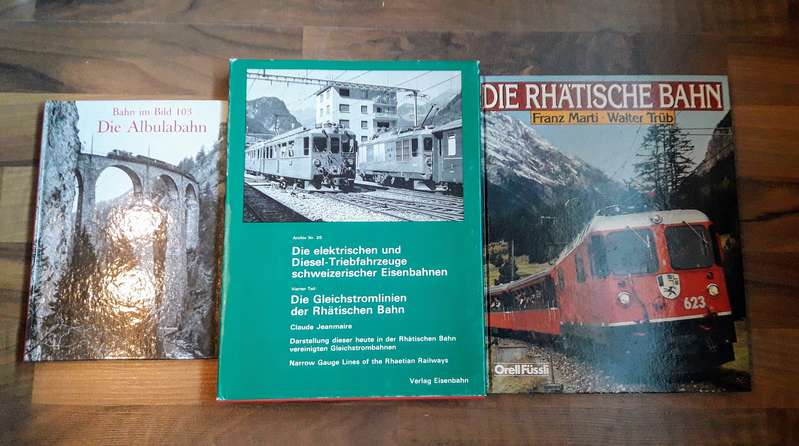 Bahn im Bild 103
Die Albulabahn
Archiv Nr. 20
Die elektrischen und
Diesel-Triebfahrzeuge
schweizerischer Eisenbahnen
Vierter Teil:
Die Gleichstromlinien
der Rhätischen Bahn
Claude Jeanmaire
Darstellung dieser heute in der Rhätischen Bahn
vereinigten Gleichstrombahnen
Narrow Gauge Lines of the Rhaetian Railways
Verlag Eisenbahn
DIE RHÄTISCHE BAHN
Franz Marti · Walter Trüb
623
Orell Füssli